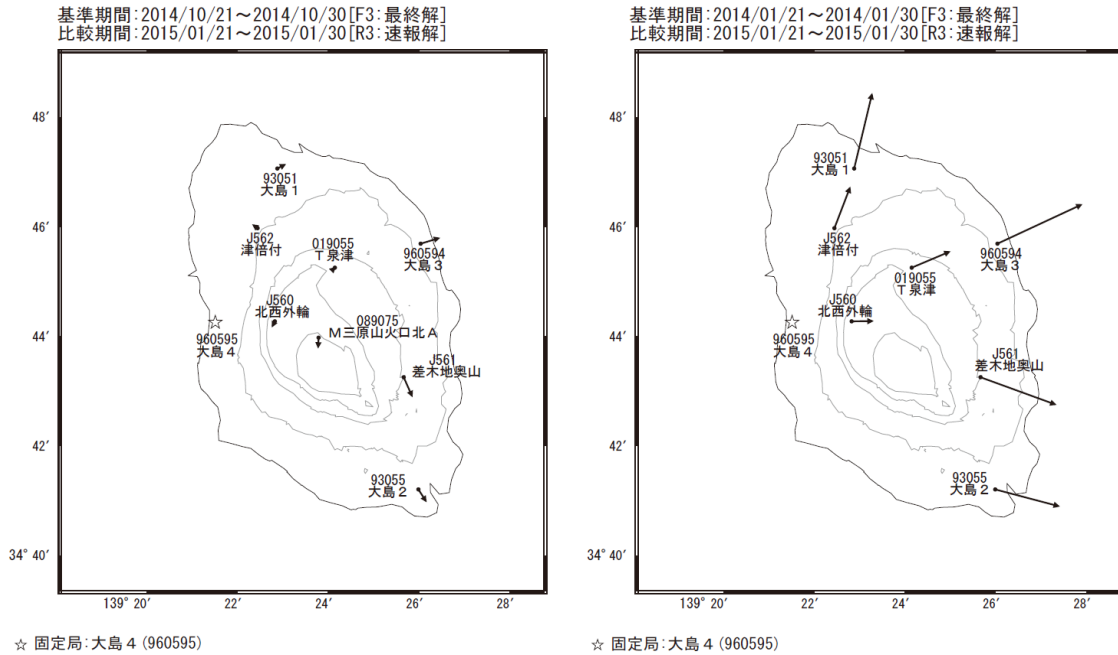 基準期間:2014/10/21～2014/10/30[F3:最終解]
比較期間:2015/01/21～2015/01/30[R3:速報解]
48′
93051
大島1
46′
J562
津倍付
019055
T泉津
960594
大島3
J560
北西外輪
089075
M三原山火口北A
44′
960595
大島4
J561
差木地奥山
42′
93055
大島2
34° 40′
139° 20′
22′
24′
26′
28′
☆ 固定局:大島4 (960595)
基準期間:2014/01/21～2014/01/30[F3:最終解]
比較期間:2015/01/21～2015/01/30[R3:速報解]
48′
93051
大島1
46′
J562
津倍付
960594
大島3
019055
T泉津
J560
北西外輪
44′
960595
大島4
J561
差木地奥山
42′
93055
大島2
34° 40′
139° 20′
22′
24′
26′
28′
☆ 固定局:大島4 (960595)